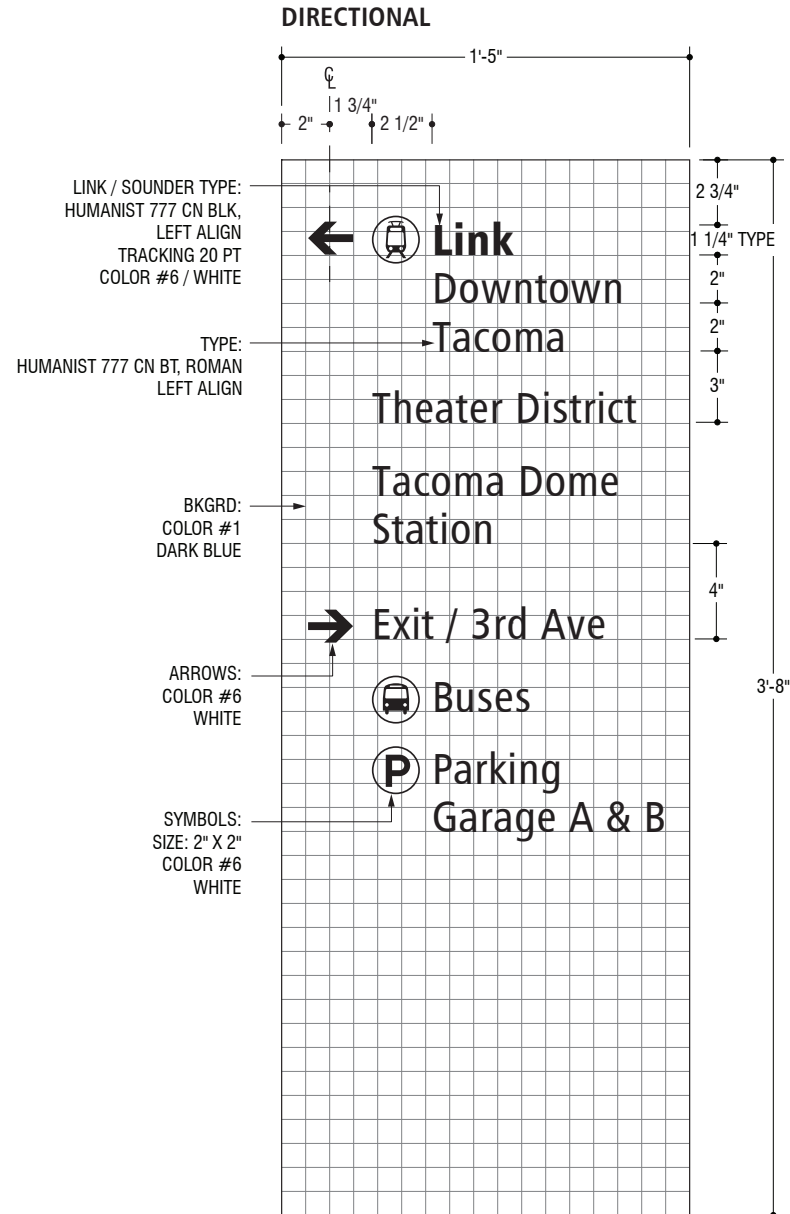 DIRECTIONAL
1'-5"
℄
1 3/4"
2"
2 1/2"
LINK / SOUNDER TYPE:
HUMANIST 777 CN BLK,
LEFT ALIGN
TRACKING 20 PT
COLOR #6 / WHITE
TYPE:
HUMANIST 777 CN BT, ROMAN
LEFT ALIGN
BKGRD:
COLOR #1
DARK BLUE
ARROWS:
COLOR #6
WHITE
SYMBOLS:
SIZE: 2" X 2"
COLOR #6
WHITE
Link
Downtown
Tacoma
Theater District
Tacoma Dome
Station
Exit / 3rd Ave
Buses
P Parking
Garage A & B
2 3/4"
1 1/4" TYPE
2"
2"
3"
4"
3'-8"